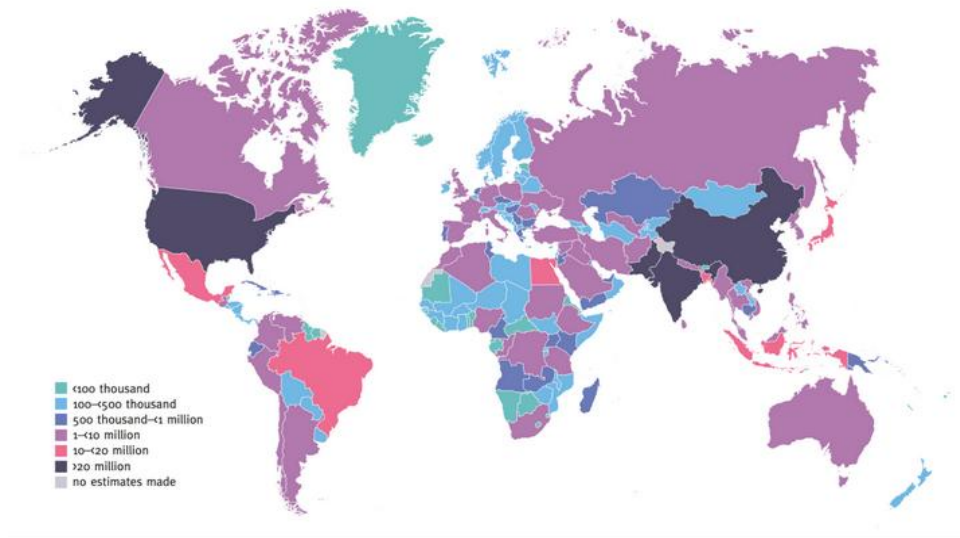 <100 thousand
100–<500 thousand
500 thousand–<1 million
1–<10 million
10–<20 million
>20 million
no estimates made